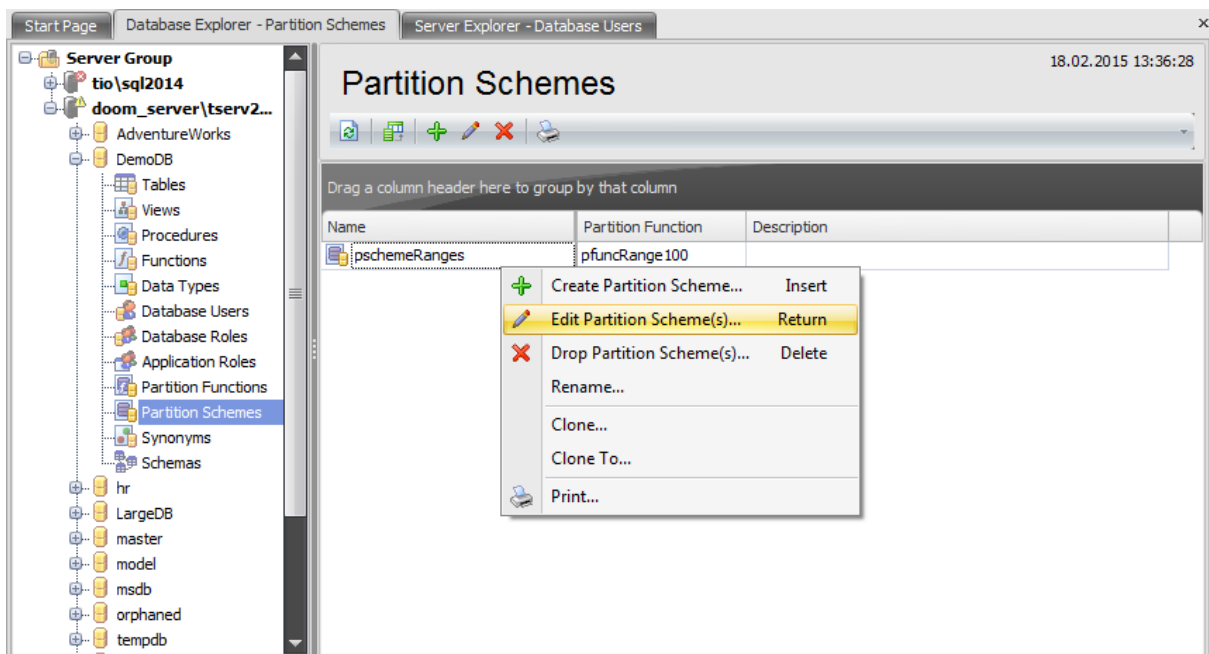 Start Page
Database Explorer - Partition Schemes
Server Explorer - Database Users
Server Group
tio\sql2014
doom_server\tserv2...
AdventureWorks
DemoDB
Tables
Views
Procedures
Functions
Data Types
Database Users
Database Roles
Application Roles
Partition Functions
Partition Schemes
Synonyms
Schemas
hr
LargeDB
master
model
msdb
orphaned
tempdb
18.02.2015 13:36:28
Partition Schemes
Drag a column header here to group by that column
Name Partition Function Description
pschemeRanges pfuncRange100
Create Partition Scheme... Insert
Edit Partition Scheme(s)... Return
Drop Partition Scheme(s)... Delete
Rename...
Clone...
Clone To...
Print...